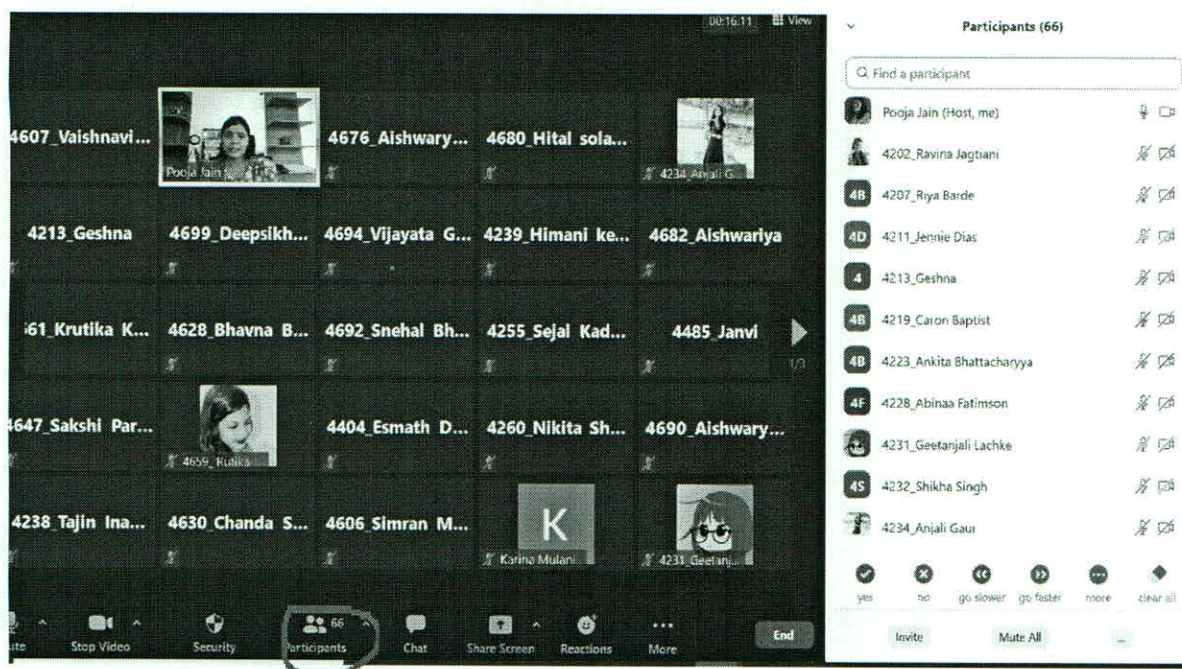 00:16:11 View
4607_Vaishnavi...
Pooja Jain
4676_Aishwary...
4680_Hital sola...
4234_Anjali G...
4213_Geshna
4699_Deepsikh...
4694_Vijayata G...
4239_Himani ke...
4682_Aishwariya
61_Krutika K...
4628_Bhavna B...
4692_Snehal Bh...
4255_Sejal Kad...
4485_Janvi
1/3
4647_Sakshi Par...
4659_Rutika
4404_Esmath D...
4260_Nikita Sh...
4690_Aishwary...
4238_Tajin Ina...
4630_Chanda S...
4606_Simran M...
K
Karina Mulani
4231_Geetanj...
Stop Video
Security
66
Participants
Chat
Share Screen
Reactions
More
End
Participants (66)
Find a participant
Pooja Jain (Host, me)
4202_Ravina Jagtiani
4B 4207_Riya Barde
4D 4211_Jennie Dias
4 4213_Geshna
4B 4219_Caron Baptist
4B 4223_Ankita Bhattacharyya
4F 4228_Abinaa Fatimson
4231_Geetanjali Lachke
4S 4232_Shikha Singh
4234_Anjali Gaur
yes no go slower go faster more clear all
Invite Mute All ...